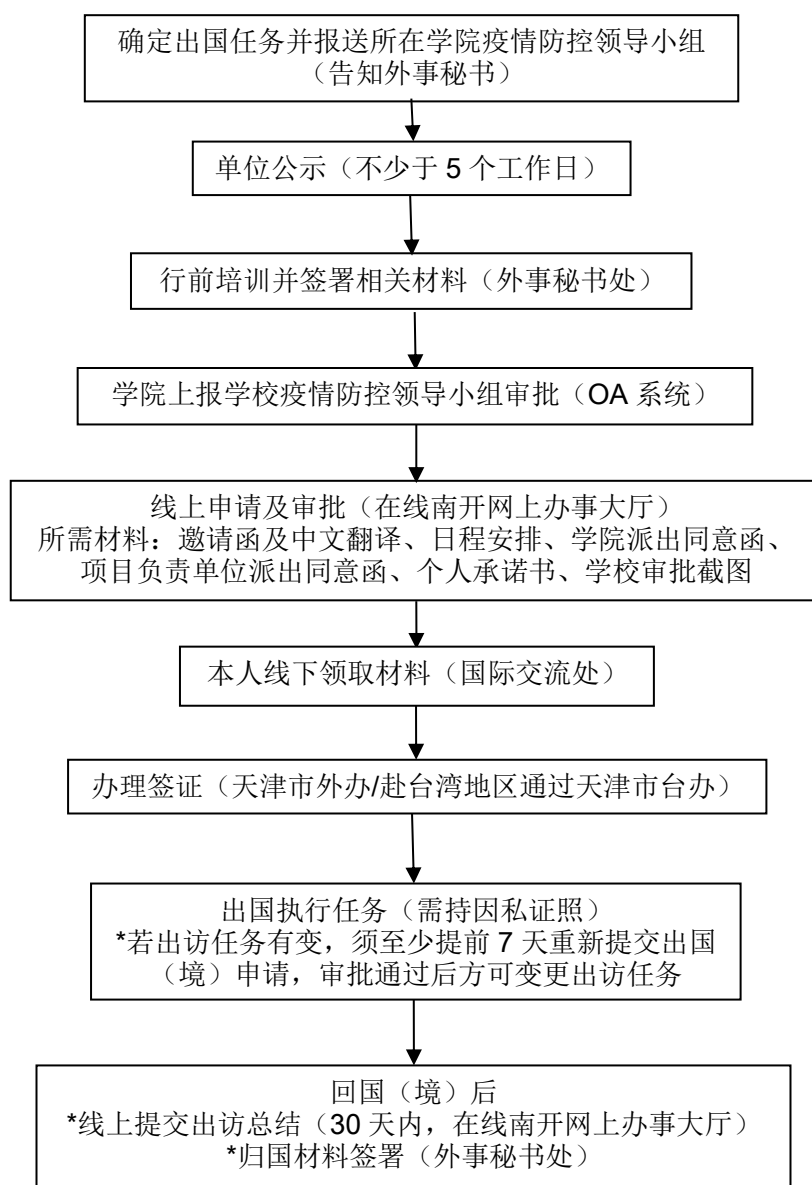 确定出国任务并报送所在学院疫情防控领导小组
（告知外事秘书）
单位公示（不少于 5 个工作日）
行前培训并签署相关材料（外事秘书处）
学院上报学校疫情防控领导小组审批（OA 系统）
线上申请及审批（在线南开网上办事大厅）
所需材料：邀请函及中文翻译、日程安排、学院派出同意函、
项目负责单位派出同意函、个人承诺书、学校审批截图
本人线下领取材料（国际交流处）
办理签证（天津市外办/赴台湾地区通过天津市台办）
出国执行任务（需持因私证照）
*若出访任务有变，须至少提前 7 天重新提交出国
（境）申请，审批通过后方可变更出访任务
回国（境）后
*线上提交出访总结（30 天内，在线南开网上办事大厅）
*归国材料签署（外事秘书处）